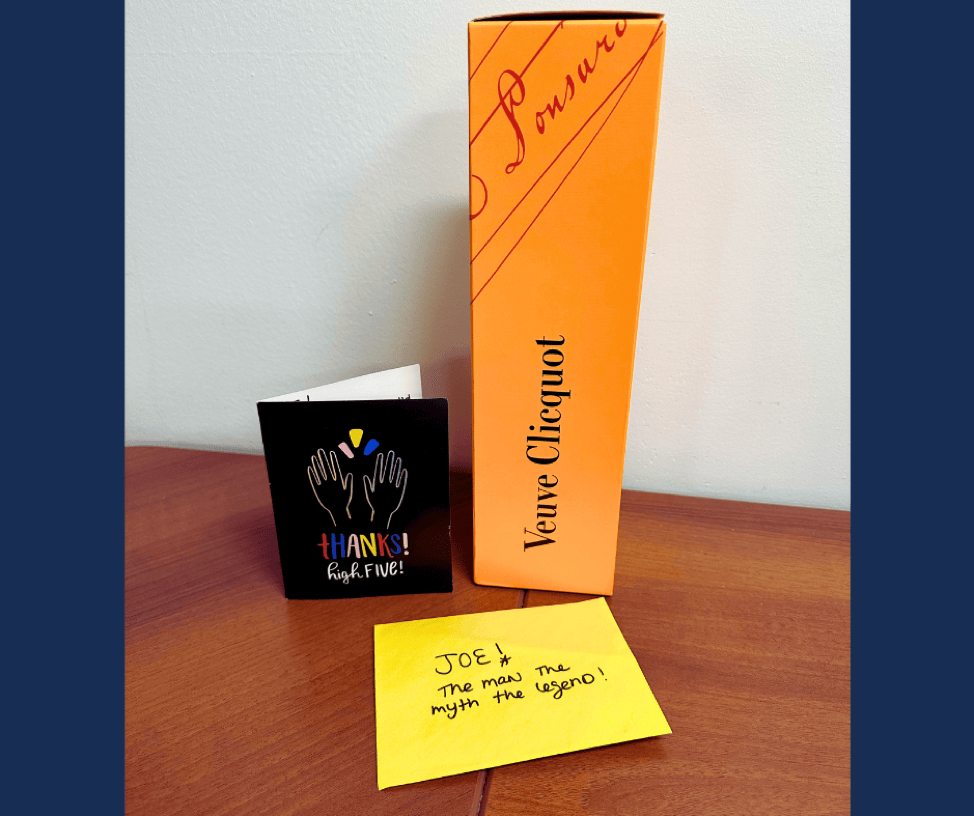 Ponsard
Veuve Clicquot
THANKS!
high FIVE!
JOE!
The man The
myth the legenD!